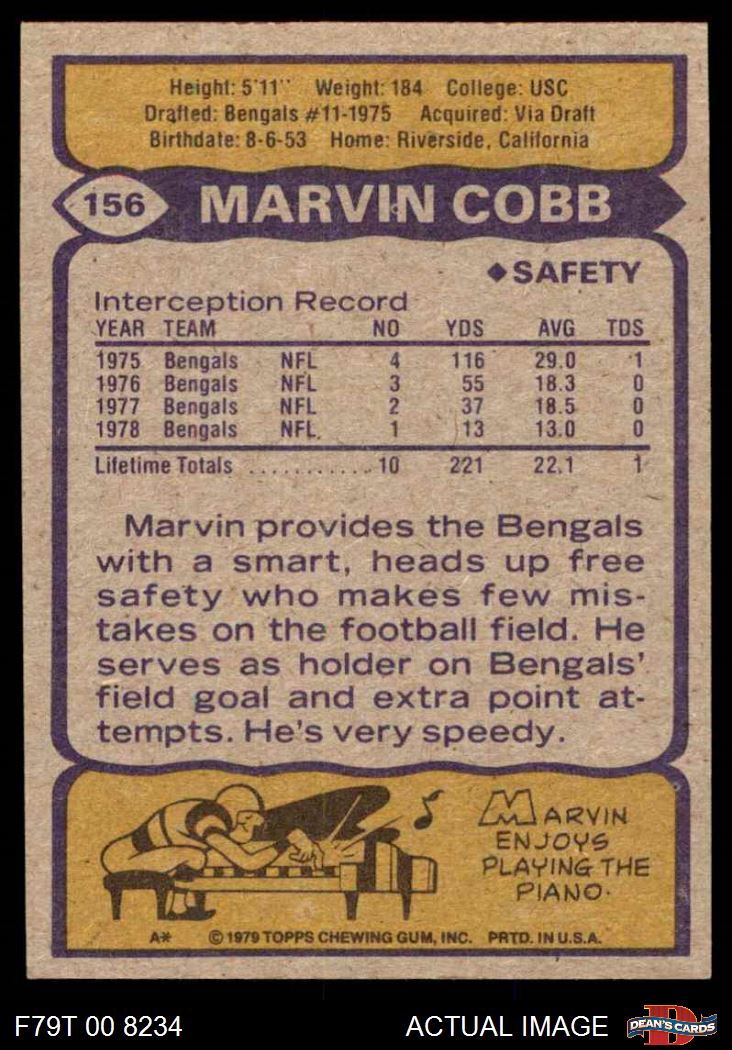 Height: 5'11" Weight: 184 College: USC
Drafted: Bengals #11-1975 Acquired: Via Draft
Birthdate: 8-6-53 Home: Riverside, California
156 MARVIN COBB
◆SAFETY
Interception Record
YEAR TEAM NO YDS AVG TDS
1975 Bengals NFL 4 116 29.0 1
1976 Bengals NFL 3 55 18.3 0
1977 Bengals NFL 2 37 18.5 0
1978 Bengals NFL 1 13 13.0 0
Lifetime Totals ............ 10 221 22.1 1
Marvin provides the Bengals
with a smart, heads up free
safety who makes few mis-
takes on the football field. He
serves as holder on Bengals'
field goal and extra point at-
tempts. He's very speedy.
MARVIN
ENJOYS
PLAYING THE
PIANO.
A* © 1979 TOPPS CHEWING GUM, INC. PRTD. IN U.S.A.
F79T 00 8234 ACTUAL IMAGE D DEAN'S CARDS